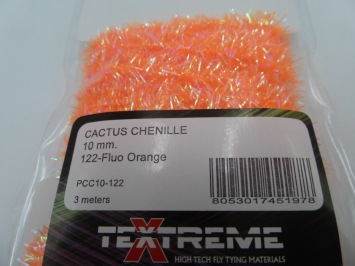 CACTUS CHENILLE
10 mm.
122-Fluo Orange
PCC10-122
3 meters
8053017451978
TEXTREME
HIGH-TECH FLY TYING MATERIALS